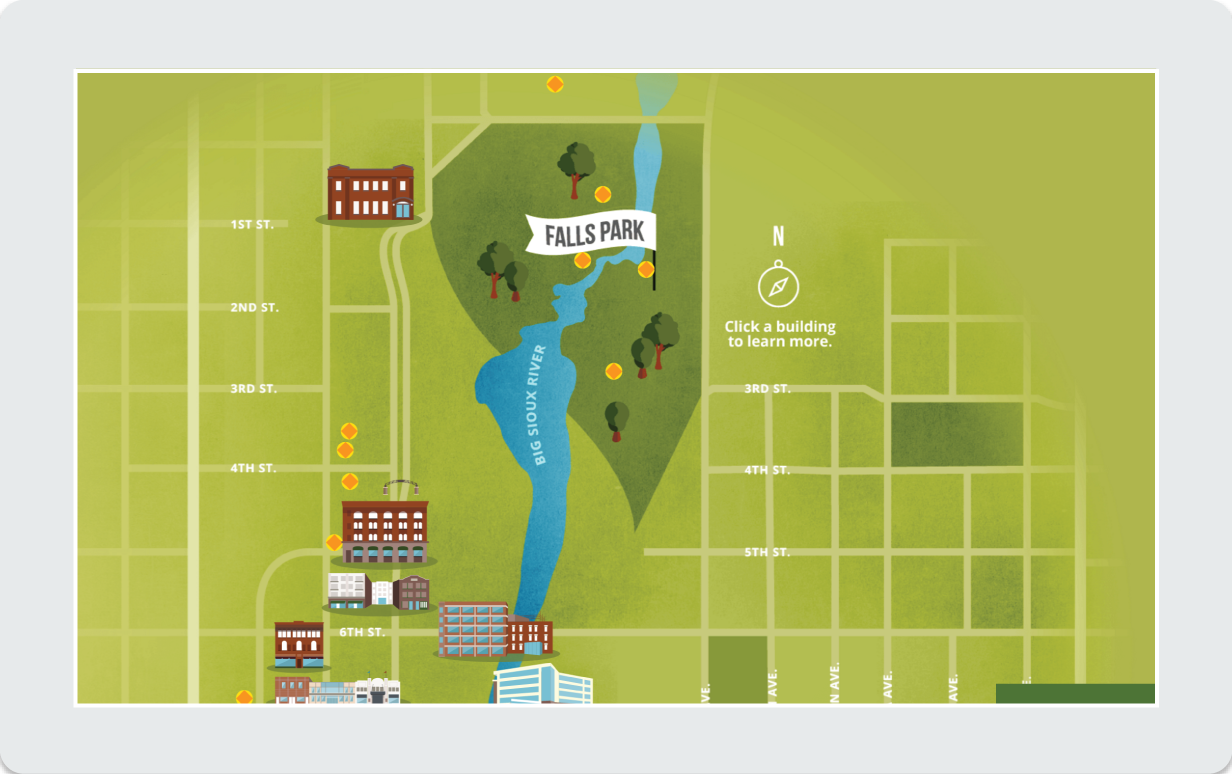 FALLS PARK
1ST ST.
N
2ND ST.
Click a building
to learn more.
BIG SIOUX RIVER
3RD ST.
3RD ST.
4TH ST.
4TH ST.
5TH ST.
6TH ST.
AVE.
AVE.
AVE.
AVE.